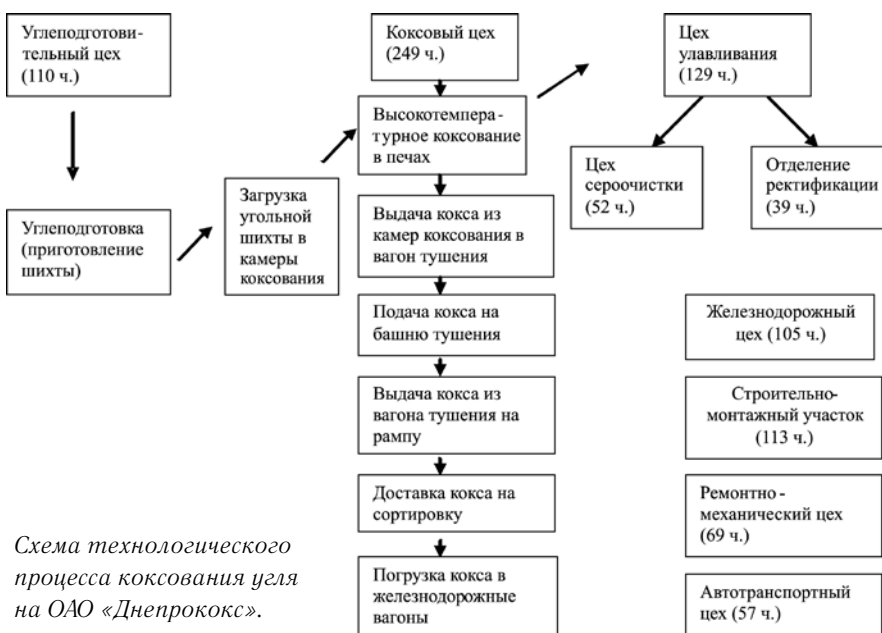 Углеподготови-
тельный цех
(110 ч.)
Углеподготовка
(приготовление
шихты)
Загрузка
угольной
шихты в
камеры
коксования
Коксовый цех
(249 ч.)
Высокотемпера-
турное коксование
в печах
Выдача кокса из
камер коксования в
вагон тушения
Подача кокса на
башню тушения
Выдача кокса из
вагона тушения на
рампу
Доставка кокса на
сортировку
Погрузка кокса в
железнодорожные
вагоны
Цех
улавливания
(129 ч.)
Цех
сероочистки
(52 ч.)
Отделение
ректификации
(39 ч.)
Железнодорожный
цех (105 ч.)
Строительно-
монтажный участок
(113 ч.)
Ремонтно-
механический цех
(69 ч.)
Автотранспортный
цех (57 ч.)
Схема технологического
процесса коксования угля
на ОАО «Днепрококс».